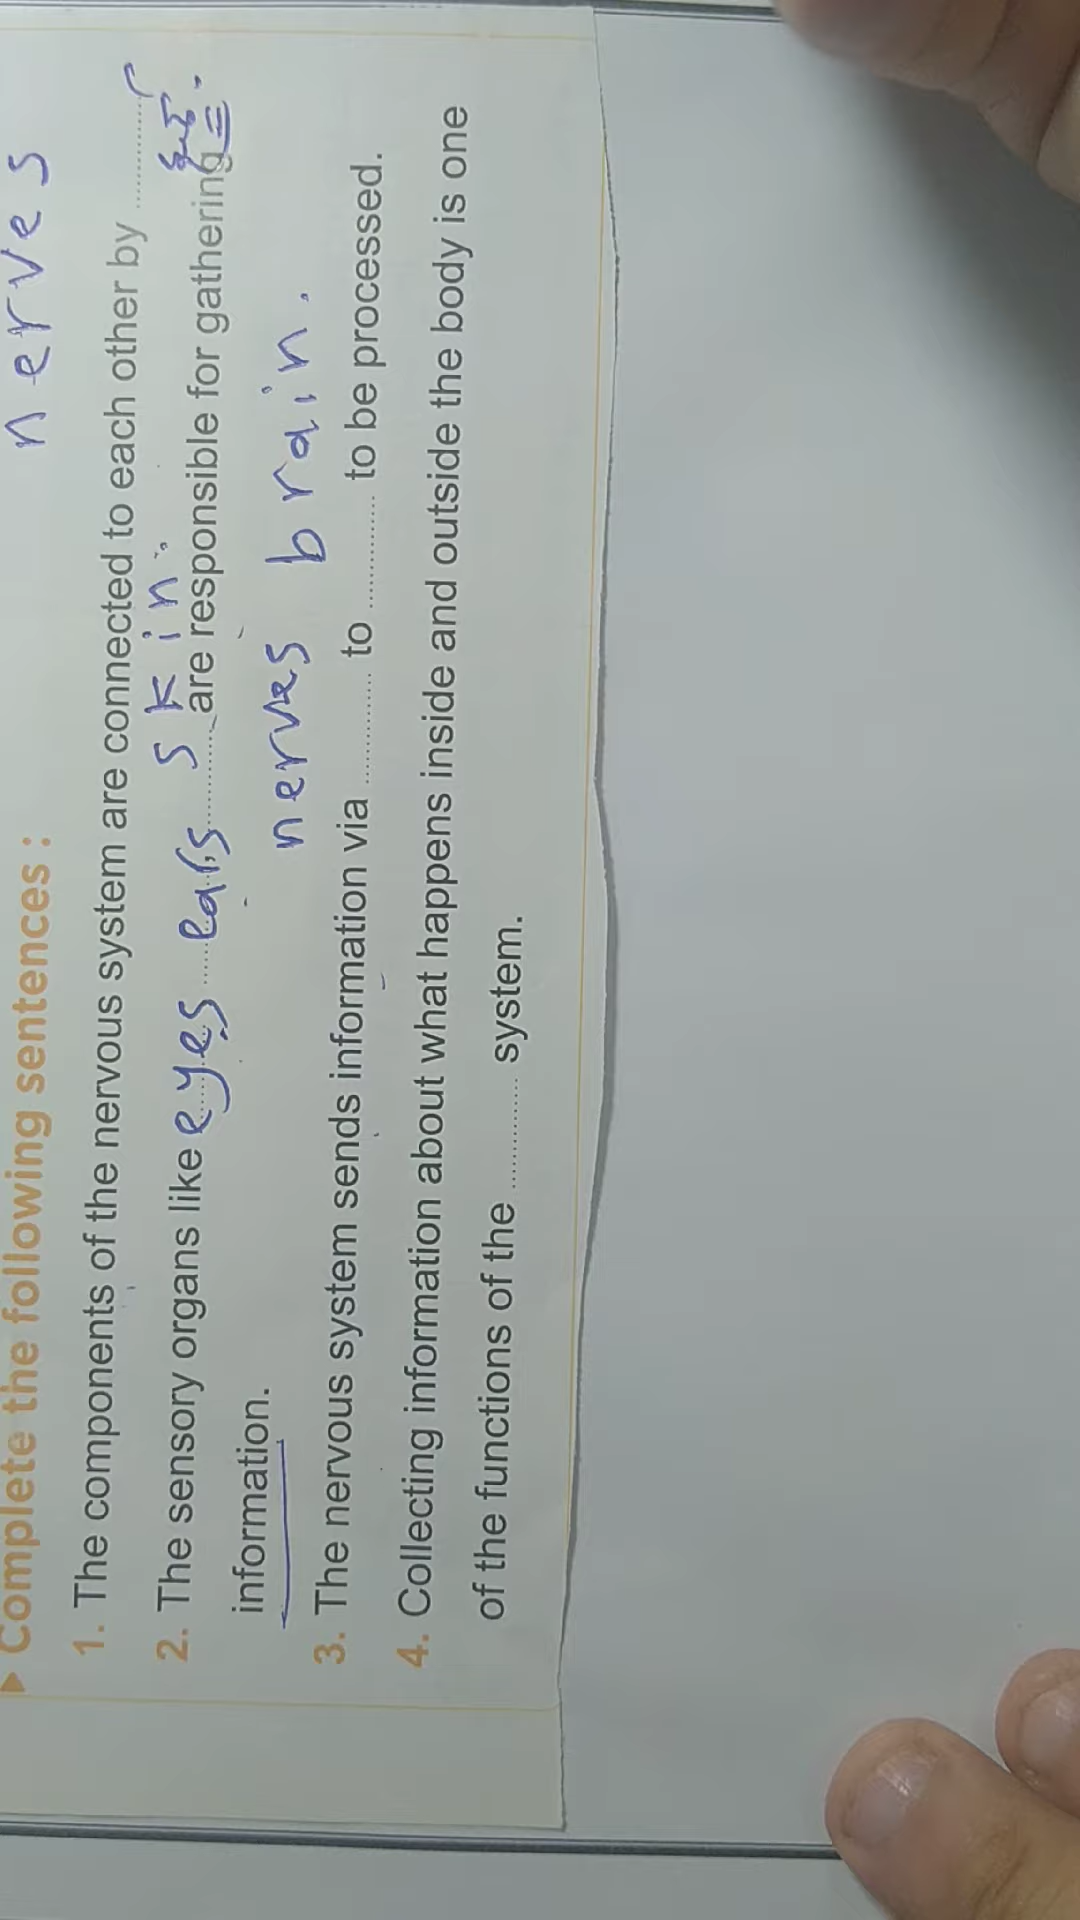 nerves
Complete the following sentences :
1. The components of the nervous system are connected to each other by ............
skin.
2. The sensory organs like eyes ears ............ are responsible for gathering
information.
nerves brain.
3. The nervous system sends information via ............ to ............ to be processed.
4. Collecting information about what happens inside and outside the body is one
of the functions of the ............ system.